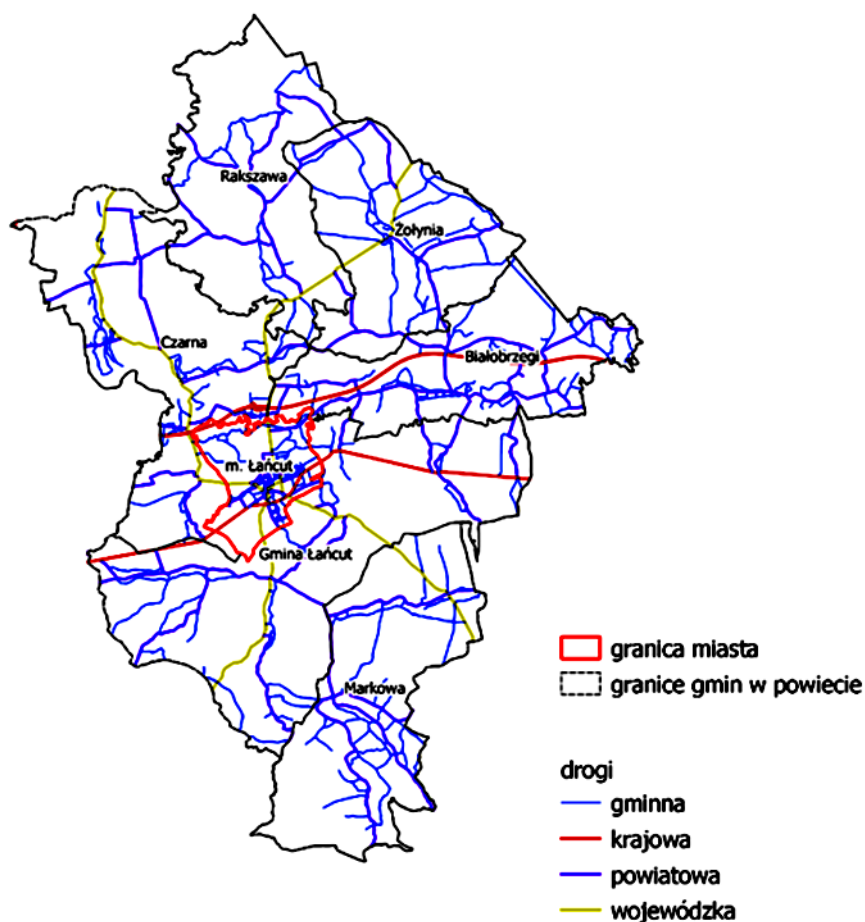 Rakszawa
Żołynia
Czarna
Białobrzegi
m. Łańcut
Gmina Łańcut
Markowa
granica miasta
granice gmin w powiecie
drogi
gminna
krajowa
powiatowa
wojewódzka